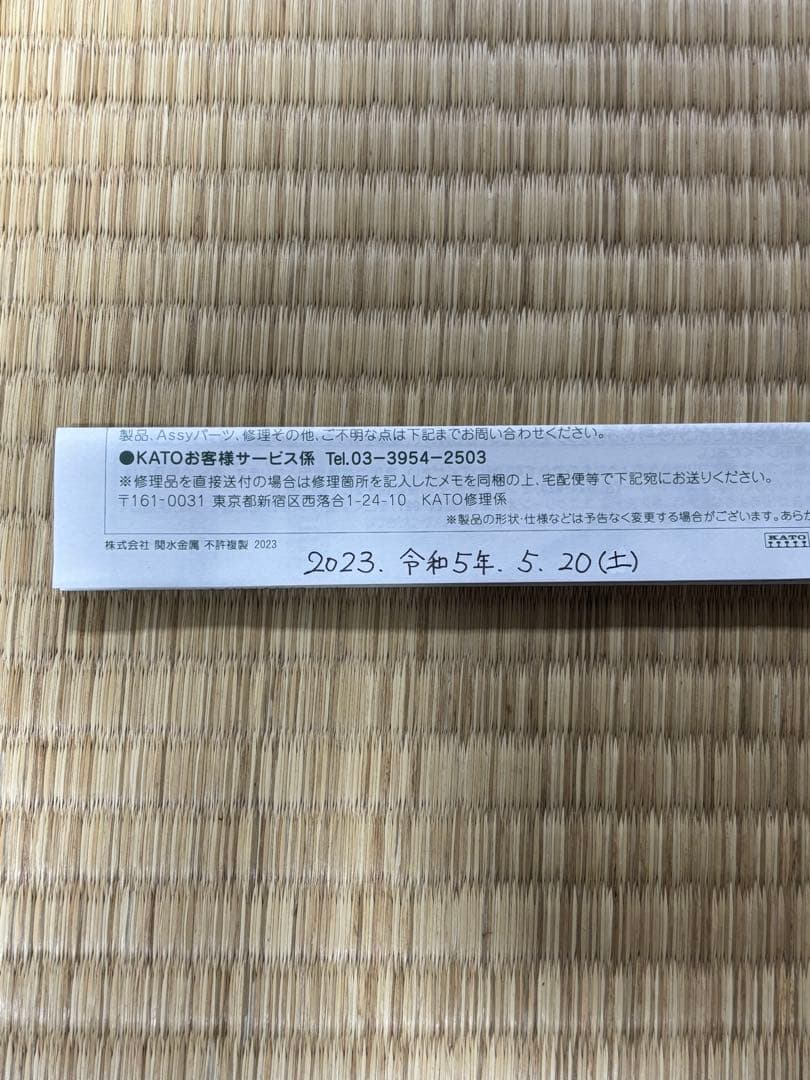 製品、Assyパーツ、修理その他、ご不明な点は下記までお問い合わせください。
●KATOお客様サービス係 Tel.03-3954-2503
※修理品を直接送付の場合は修理箇所を記入したメモを同梱の上、宅配便等で下記宛にお送りください。
〒161-0031 東京都新宿区西落合1-24-10 KATO修理係
※製品の形状・仕様などは予告なく変更する場合がございます。あらか
株式会社 関水金属 不許複製 2023
KATO
2023. 令和5年. 5. 20(土)